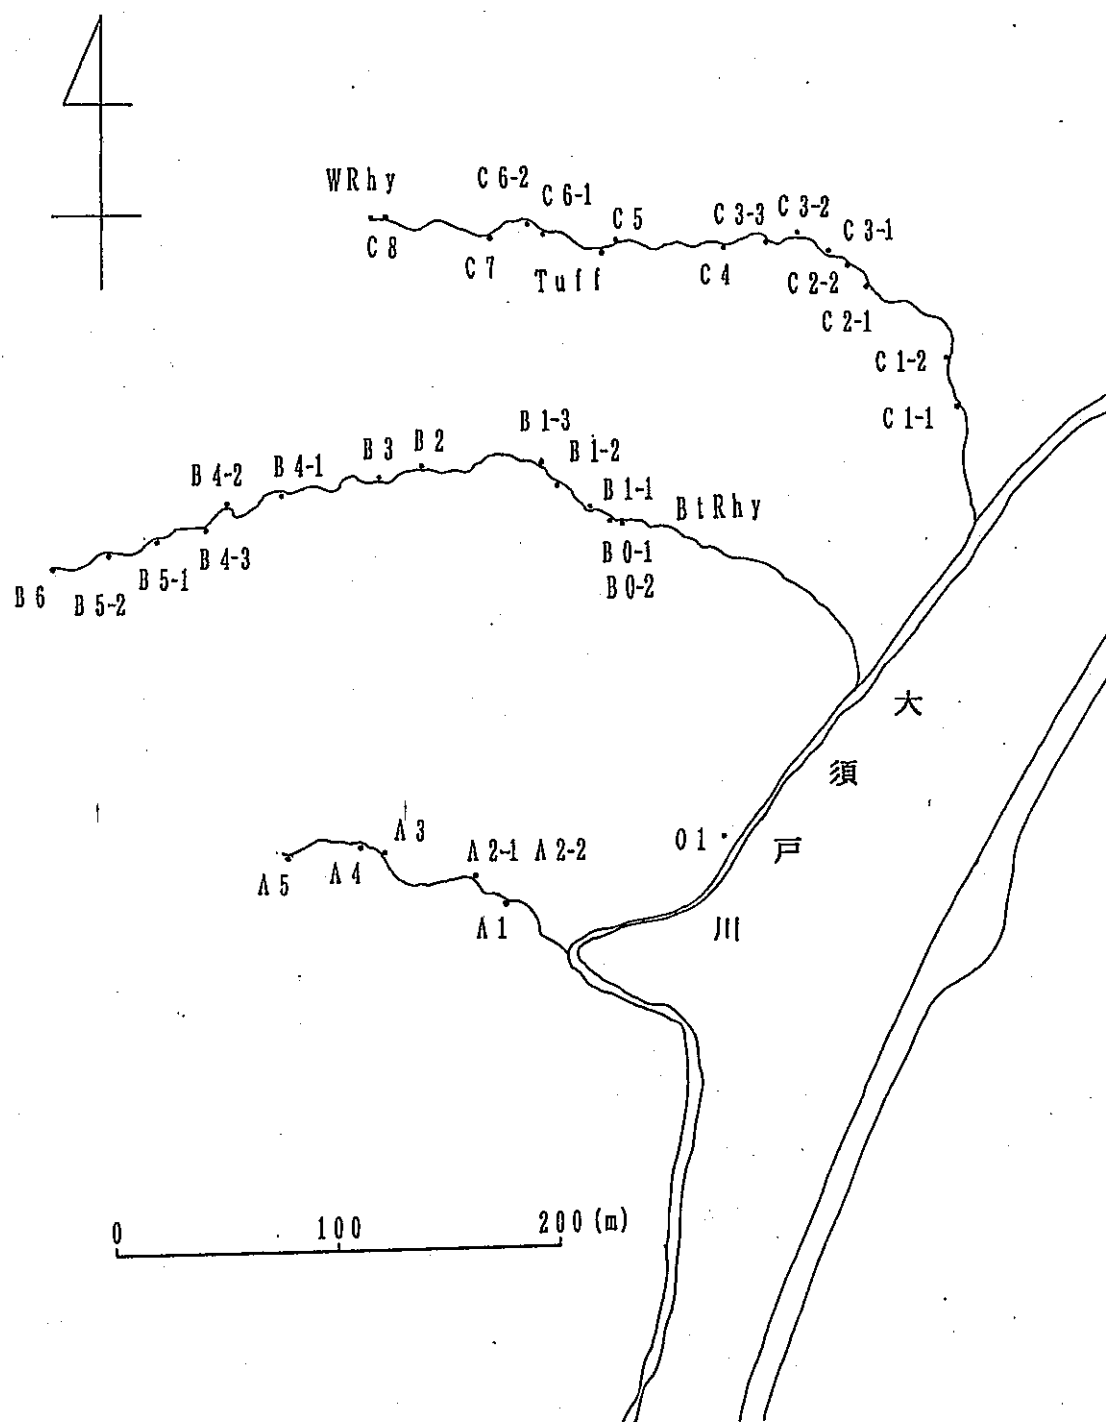 WRhy
C 6-2
C 6-1
C 5
C 3-3
C 3-2
C 3-1
C 8
C 7
Tuff
C 4
C 2-2
C 2-1
C 1-2
C 1-1
B 1-3
B 1-2
B 4-2
B 4-1
B 3
B 2
B 1-1
BtRhy
B 0-1
B 0-2
B 6
B 5-2
B 5-1
B 4-3
大須戸川
01
A 3
A 4
A 2-1 A 2-2
A 5
A 1
0 100 200 (m)